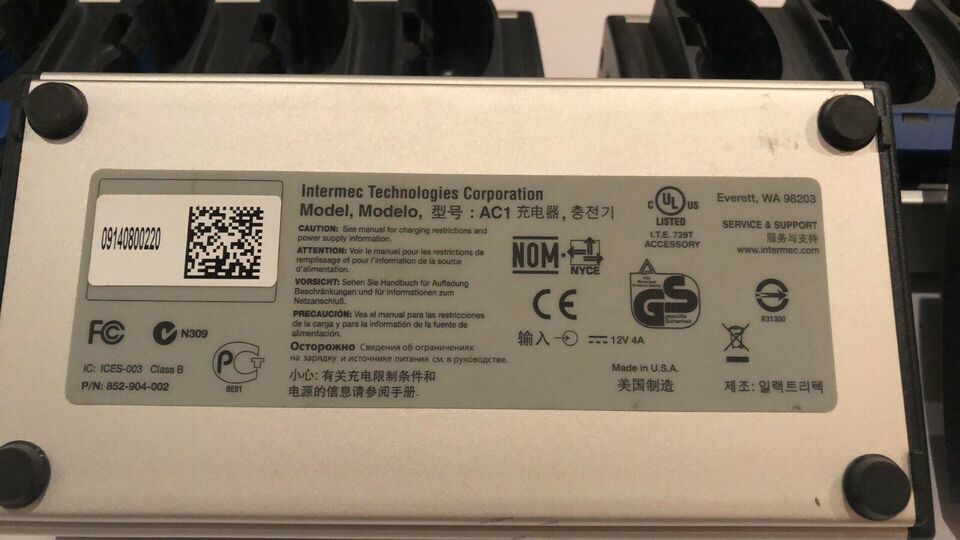 09140800220
FC
N309
IC: ICES-003 Class B
P/N: 852-904-002
BE01
Intermec Technologies Corporation
Model, Modelo, 型号 : AC1 充电器, 충전기
CAUTION: See manual for charging restrictions and
power supply information.
ATTENTION: Voir le manuel pour les restrictions de
remplissage et pour l'information de la source
d'alimentation.
VORSICHT: Sehen Sie Handbuch für Aufladung
Beschränkungen und für informationen zum
Netzanschluß.
PRECAUCIÓN: Vea el manual para las restricciones
de la carga y para la información de la fuente de
alimentación.
Осторожно Сведения об ограничениях
на зарядку и источнике питания см. в руководстве.
小心: 有关充电限制条件和
电源的信息请参阅手册.
NOM
NYCE
CE
输入 12V 4A
C UL US
LISTED
I.T.E. 729T
ACCESSORY
GS
geprüfte
Sicherheit
Made in U.S.A.
美国制造
Everett, WA 98203
SERVICE & SUPPORT
服务与支持
www.intermec.com
R31300
제조: 일랙트리텍